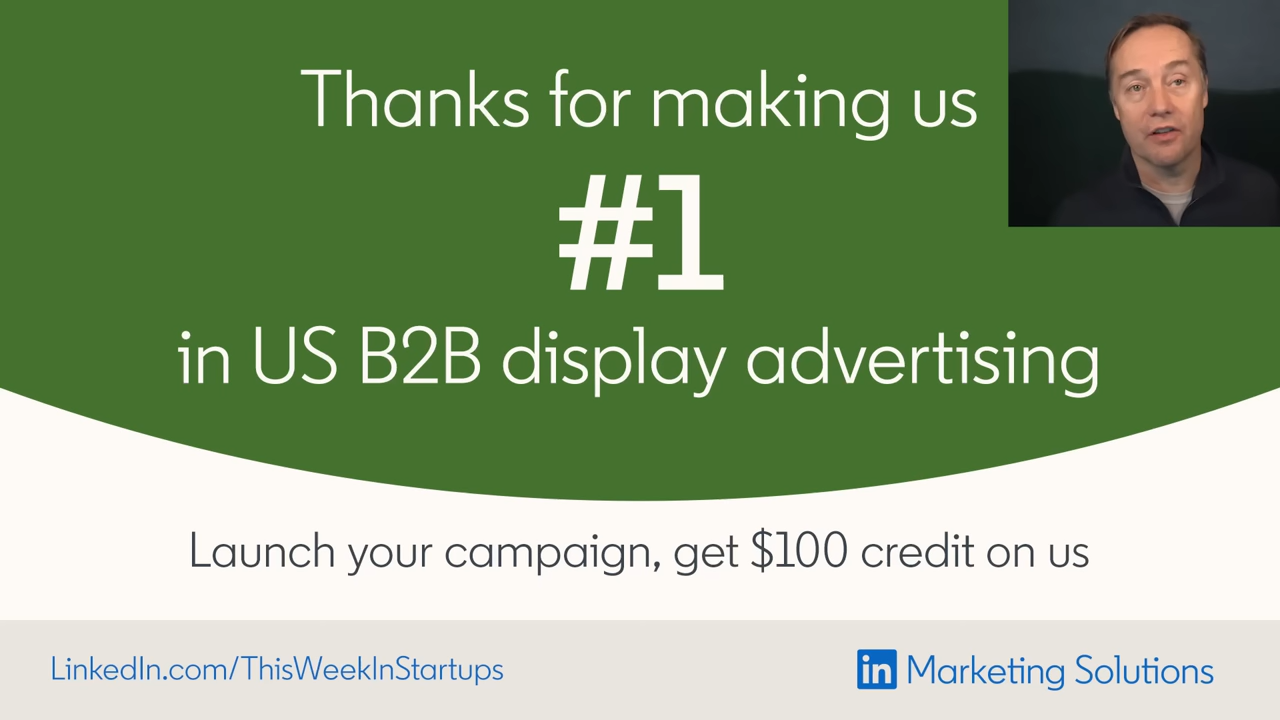 Thanks for making us
#1
in US B2B display advertising
Launch your campaign, get $100 credit on us
LinkedIn.com/ThisWeekInStartups
in Marketing Solutions